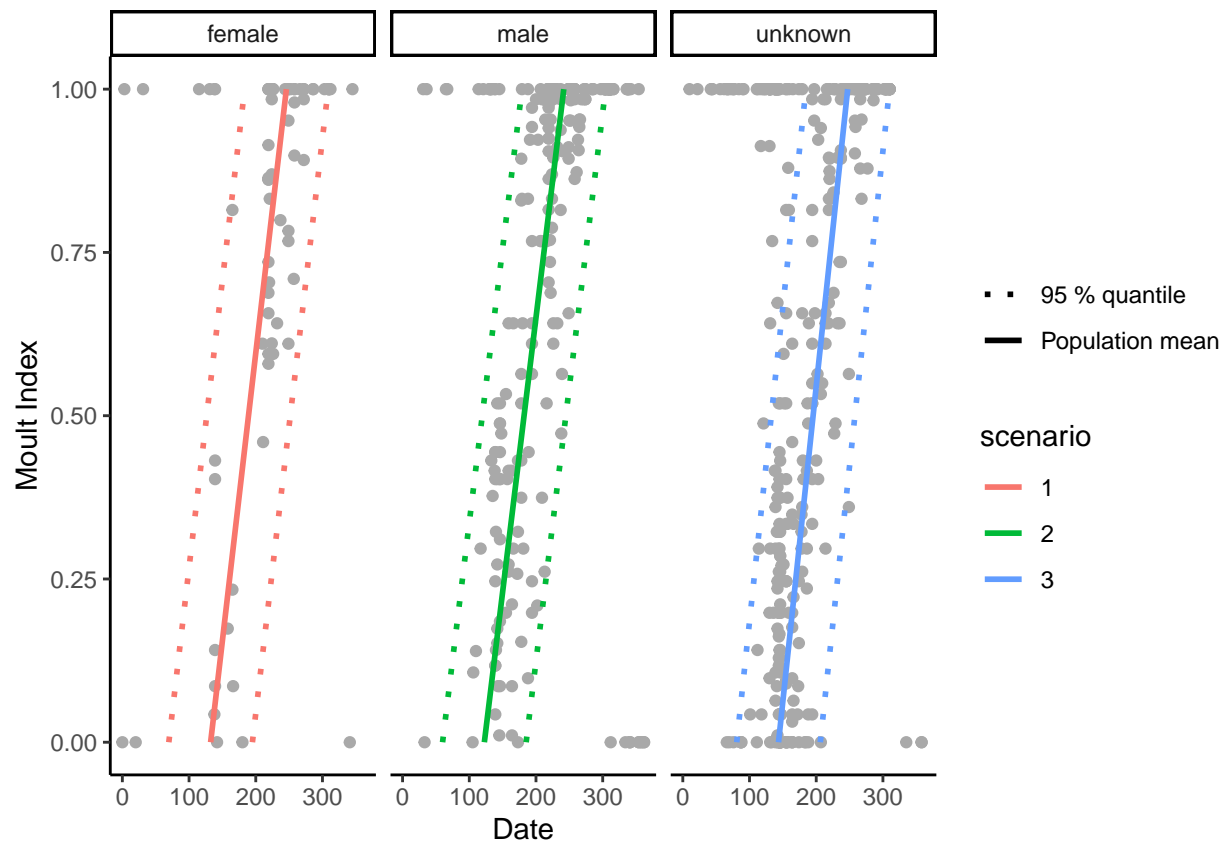 female male unknown
1.00
0.75
0.50
0.25
0.00
Moult Index
0 100 200 300 0 100 200 300 0 100 200 300
Date
95 % quantile
Population mean
scenario
1
2
3